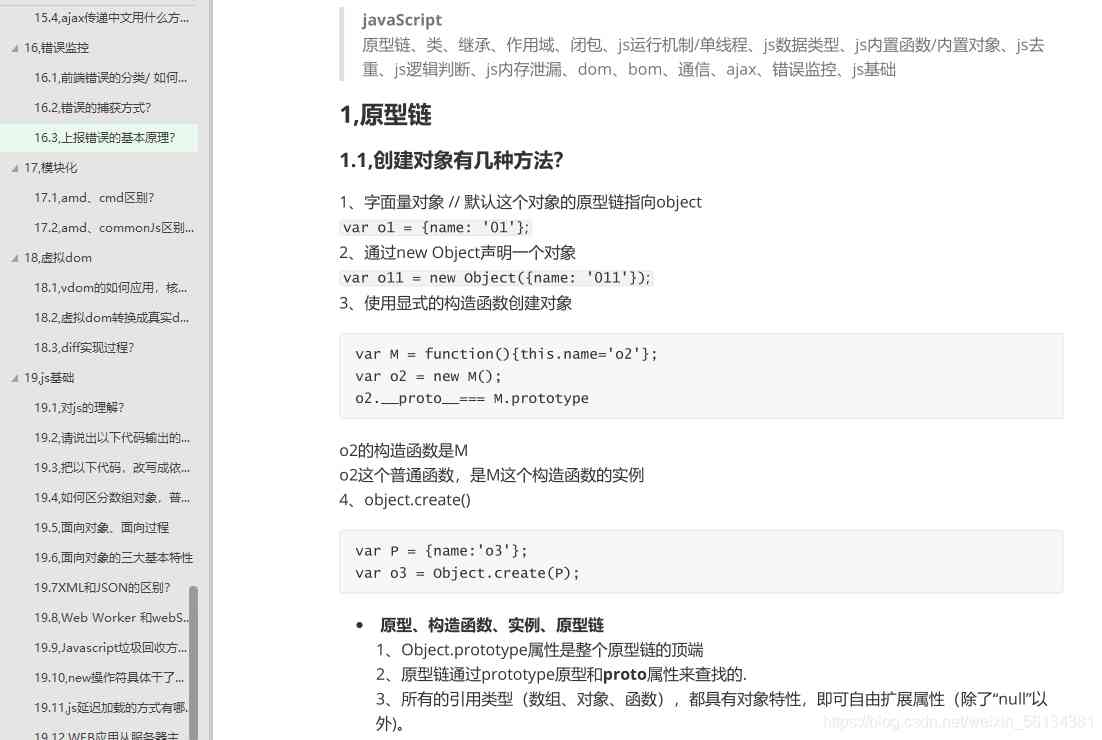 15.4,ajax传递中文用什么方...
16,错误监控
16.1,前端错误的分类/ 如何...
16.2,错误的捕获方式?
16.3,上报错误的基本原理?
17,模块化
17.1,amd、cmd区别?
17.2,amd、commonJs区别...
18,虚拟dom
18.1,vdom的如何应用，核...
18.2,虚拟dom转换成真实d...
18.3,diff实现过程?
19,js基础
19.1,对js的理解?
19.2,请说出以下代码输出的...
19.3,把以下代码，改写成依...
19.4,如何区分数组对象，普...
19.5,面向对象、面向过程
19.6,面向对象的三大基本特性
19.7XML和JSON的区别?
19.8,Web Worker 和webS...
19.9,Javascript垃圾回收方...
19.10,new操作符具体干了...
19.11,js延迟加载的方式有哪...
19.12,WEB应用从服务器主
javaScript
原型链、类、继承、作用域、闭包、js运行机制/单线程、js数据类型、js内置函数/内置对象、js去
重、js逻辑判断、js内存泄漏、dom、bom、通信、ajax、错误监控、js基础
1,原型链
1.1,创建对象有几种方法?
1、字面量对象 // 默认这个对象的原型链指向object
var o1 = {name: '01'};
2、通过new Object声明一个对象
var o11 = new Object({name: '011'});
3、使用显式的构造函数创建对象
var M = function(){this.name='o2'};
var o2 = new M();
o2.__proto__=== M.prototype
o2的构造函数是M
o2这个普通函数，是M这个构造函数的实例
4、object.create()
var P = {name:'o3'};
var o3 = Object.create(P);
• 原型、构造函数、实例、原型链
1、Object.prototype属性是整个原型链的顶端
2、原型链通过prototype原型和proto属性来查找的.
3、所有的引用类型（数组、对象、函数），都具有对象特性，即可自由扩展属性（除了“null”以
外)。
https://blog.csdn.net/weixin_56134381